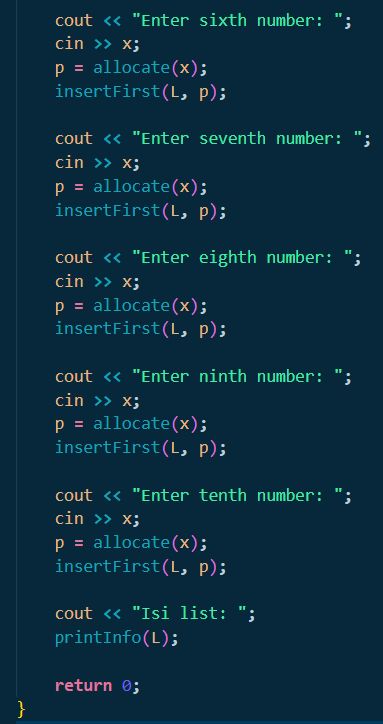 cout << "Enter sixth number: ";
cin >> x;
p = allocate(x);
insertFirst(L, p);
cout << "Enter seventh number: ";
cin >> x;
p = allocate(x);
insertFirst(L, p);
cout << "Enter eighth number: ";
cin >> x;
p = allocate(x);
insertFirst(L, p);
cout << "Enter ninth number: ";
cin >> x;
p = allocate(x);
insertFirst(L, p);
cout << "Enter tenth number: ";
cin >> x;
p = allocate(x);
insertFirst(L, p);
cout << "Isi list: ";
printInfo(L);
return 0;
}